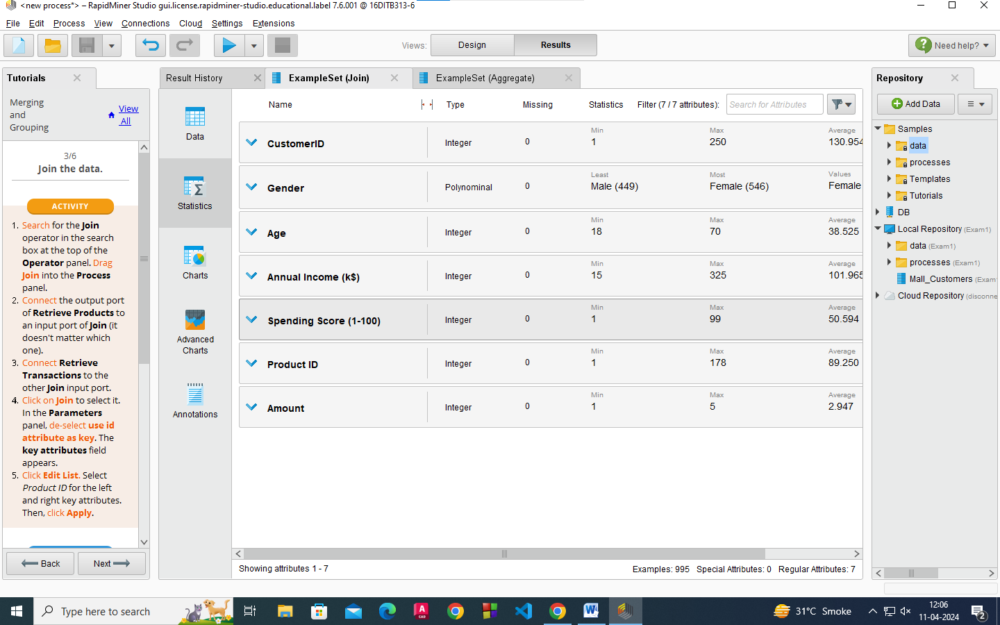 <new process*> – RapidMiner Studio gui.license.rapidminer-studio.educational.label 7.6.001 @ 16DITB313-6
File Edit Process View Connections Cloud Settings Extensions
Views: Design Results Need help?
Tutorials
Merging
and
Grouping
View
All
3/6
Join the data.
ACTIVITY
1. Search for the Join
operator in the search
box at the top of the
Operator panel. Drag
Join into the Process
panel.
2. Connect the output port
of Retrieve Products to
an input port of Join (it
doesn't matter which
one).
3. Connect Retrieve
Transactions to the
other Join input port.
4. Click on Join to select it.
In the Parameters
panel, de-select use id
attribute as key. The
key attributes field
appears.
5. Click Edit List. Select
Product ID for the left
and right key attributes.
Then, click Apply.
Back Next
Result History ExampleSet (Join) ExampleSet (Aggregate)
Data
Statistics
Charts
Advanced
Charts
Annotations
Name Type Missing Statistics Filter (7 / 7 attributes): Search for Attributes
Min Max Average
CustomerID Integer 0 1 250 130.954
Least Most Values
Gender Polynominal 0 Male (449) Female (546) Female
Min Max Average
Age Integer 0 18 70 38.525
Min Max Average
Annual Income (k$) Integer 0 15 325 101.965
Min Max Average
Spending Score (1-100) Integer 0 1 99 50.594
Min Max Average
Product ID Integer 0 1 178 89.250
Min Max Average
Amount Integer 0 1 5 2.947
Showing attributes 1 - 7 Examples: 995 Special Attributes: 0 Regular Attributes: 7
Repository
Add Data
Samples
data
processes
Templates
Tutorials
DB
Local Repository (Exam1)
data (Exam1)
processes (Exam1)
Mall_Customers (Exam
Cloud Repository (disconne
Type here to search
A
CAD
W
31°C Smoke
12:06
11-04-2024
2